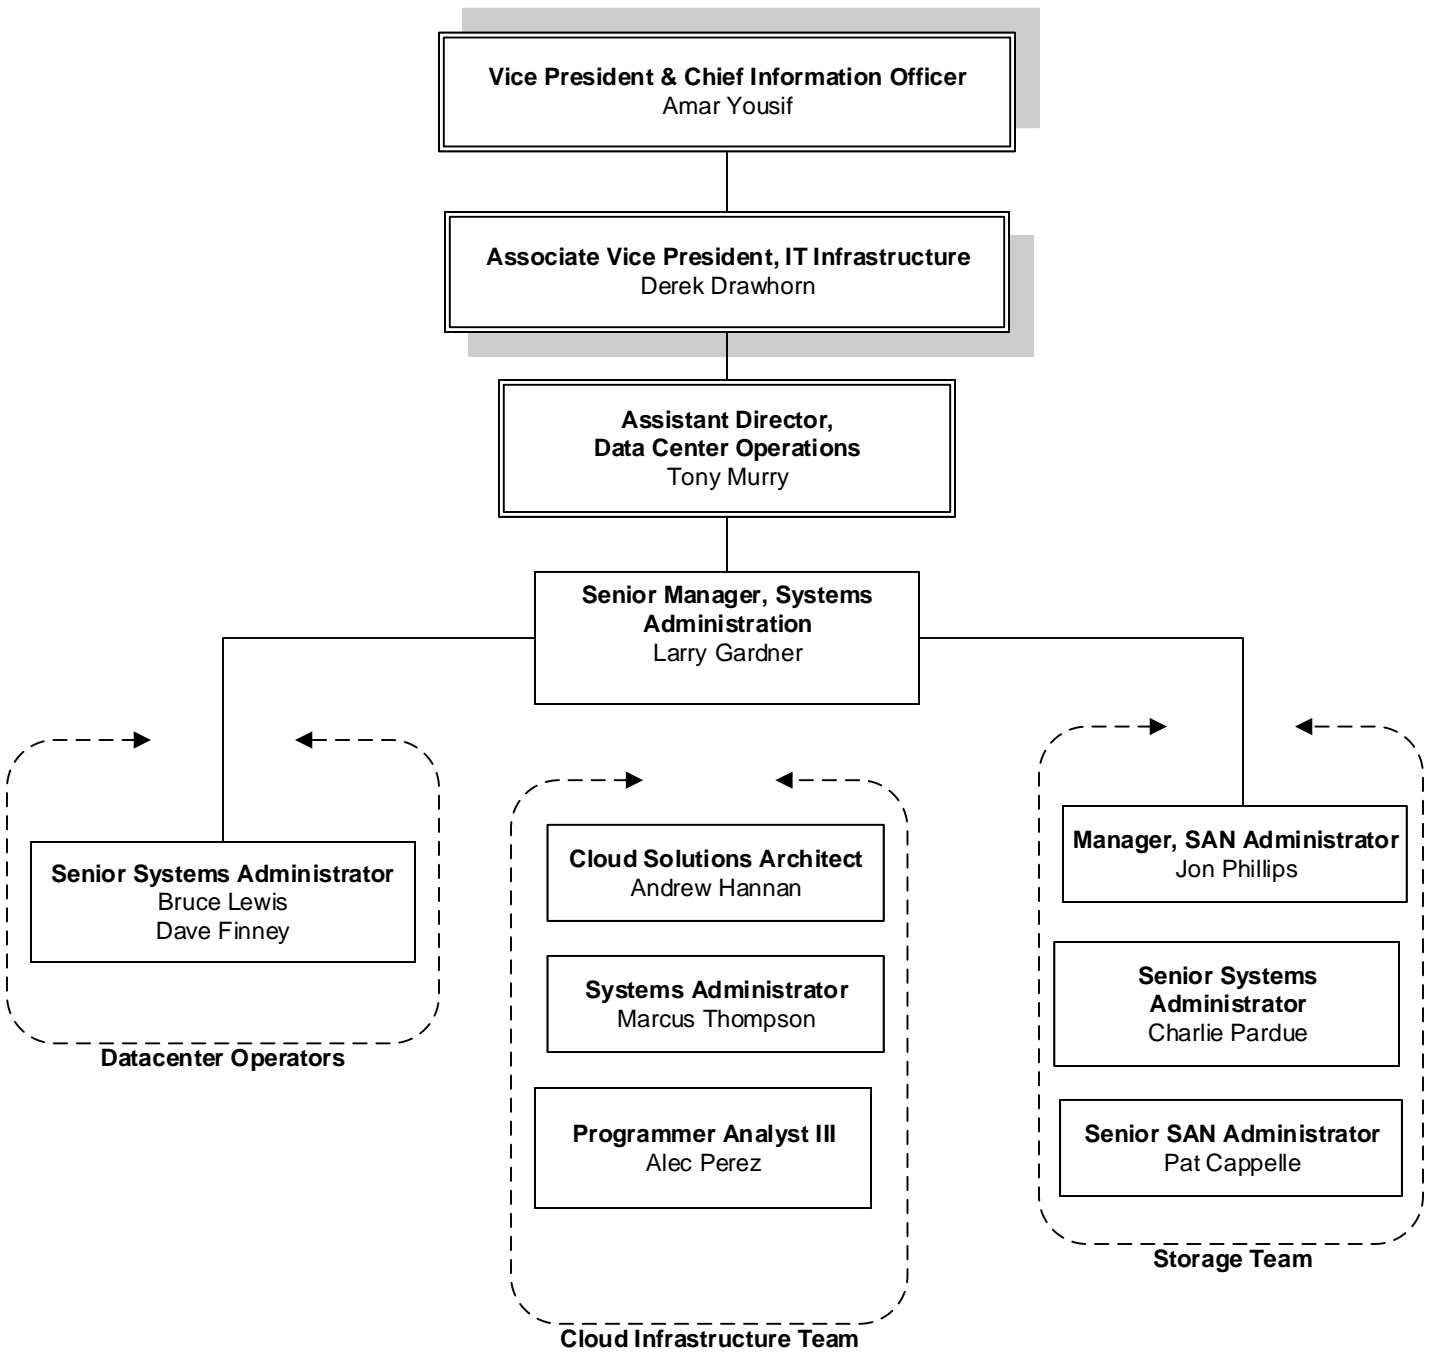 Vice President & Chief Information Officer
Amar Yousif
Associate Vice President, IT Infrastructure
Derek Drawhorn
Assistant Director,
Data Center Operations
Tony Murry
Senior Manager, Systems
Administration
Larry Gardner
Senior Systems Administrator
Bruce Lewis
Dave Finney
Datacenter Operators
Cloud Solutions Architect
Andrew Hannan
Systems Administrator
Marcus Thompson
Programmer Analyst III
Alec Perez
Cloud Infrastructure Team
Manager, SAN Administrator
Jon Phillips
Senior Systems
Administrator
Charlie Pardue
Senior SAN Administrator
Pat Cappelle
Storage Team